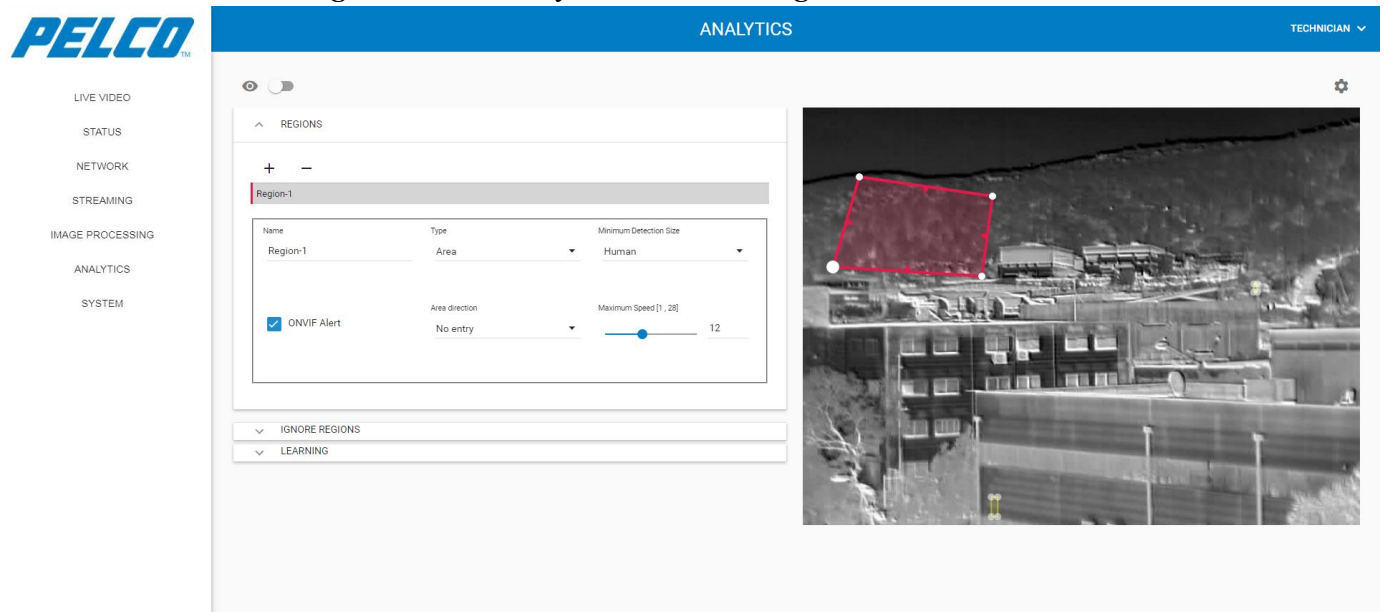 PELCO
TM
ANALYTICS
TECHNICIAN
LIVE VIDEO
STATUS
NETWORK
STREAMING
IMAGE PROCESSING
ANALYTICS
SYSTEM
REGIONS
+ −
Region-1
Name Type Minimum Detection Size
Region-1 Area Human
Area direction Maximum Speed [1 , 28]
ONVIF Alert No entry 12
IGNORE REGIONS
LEARNING